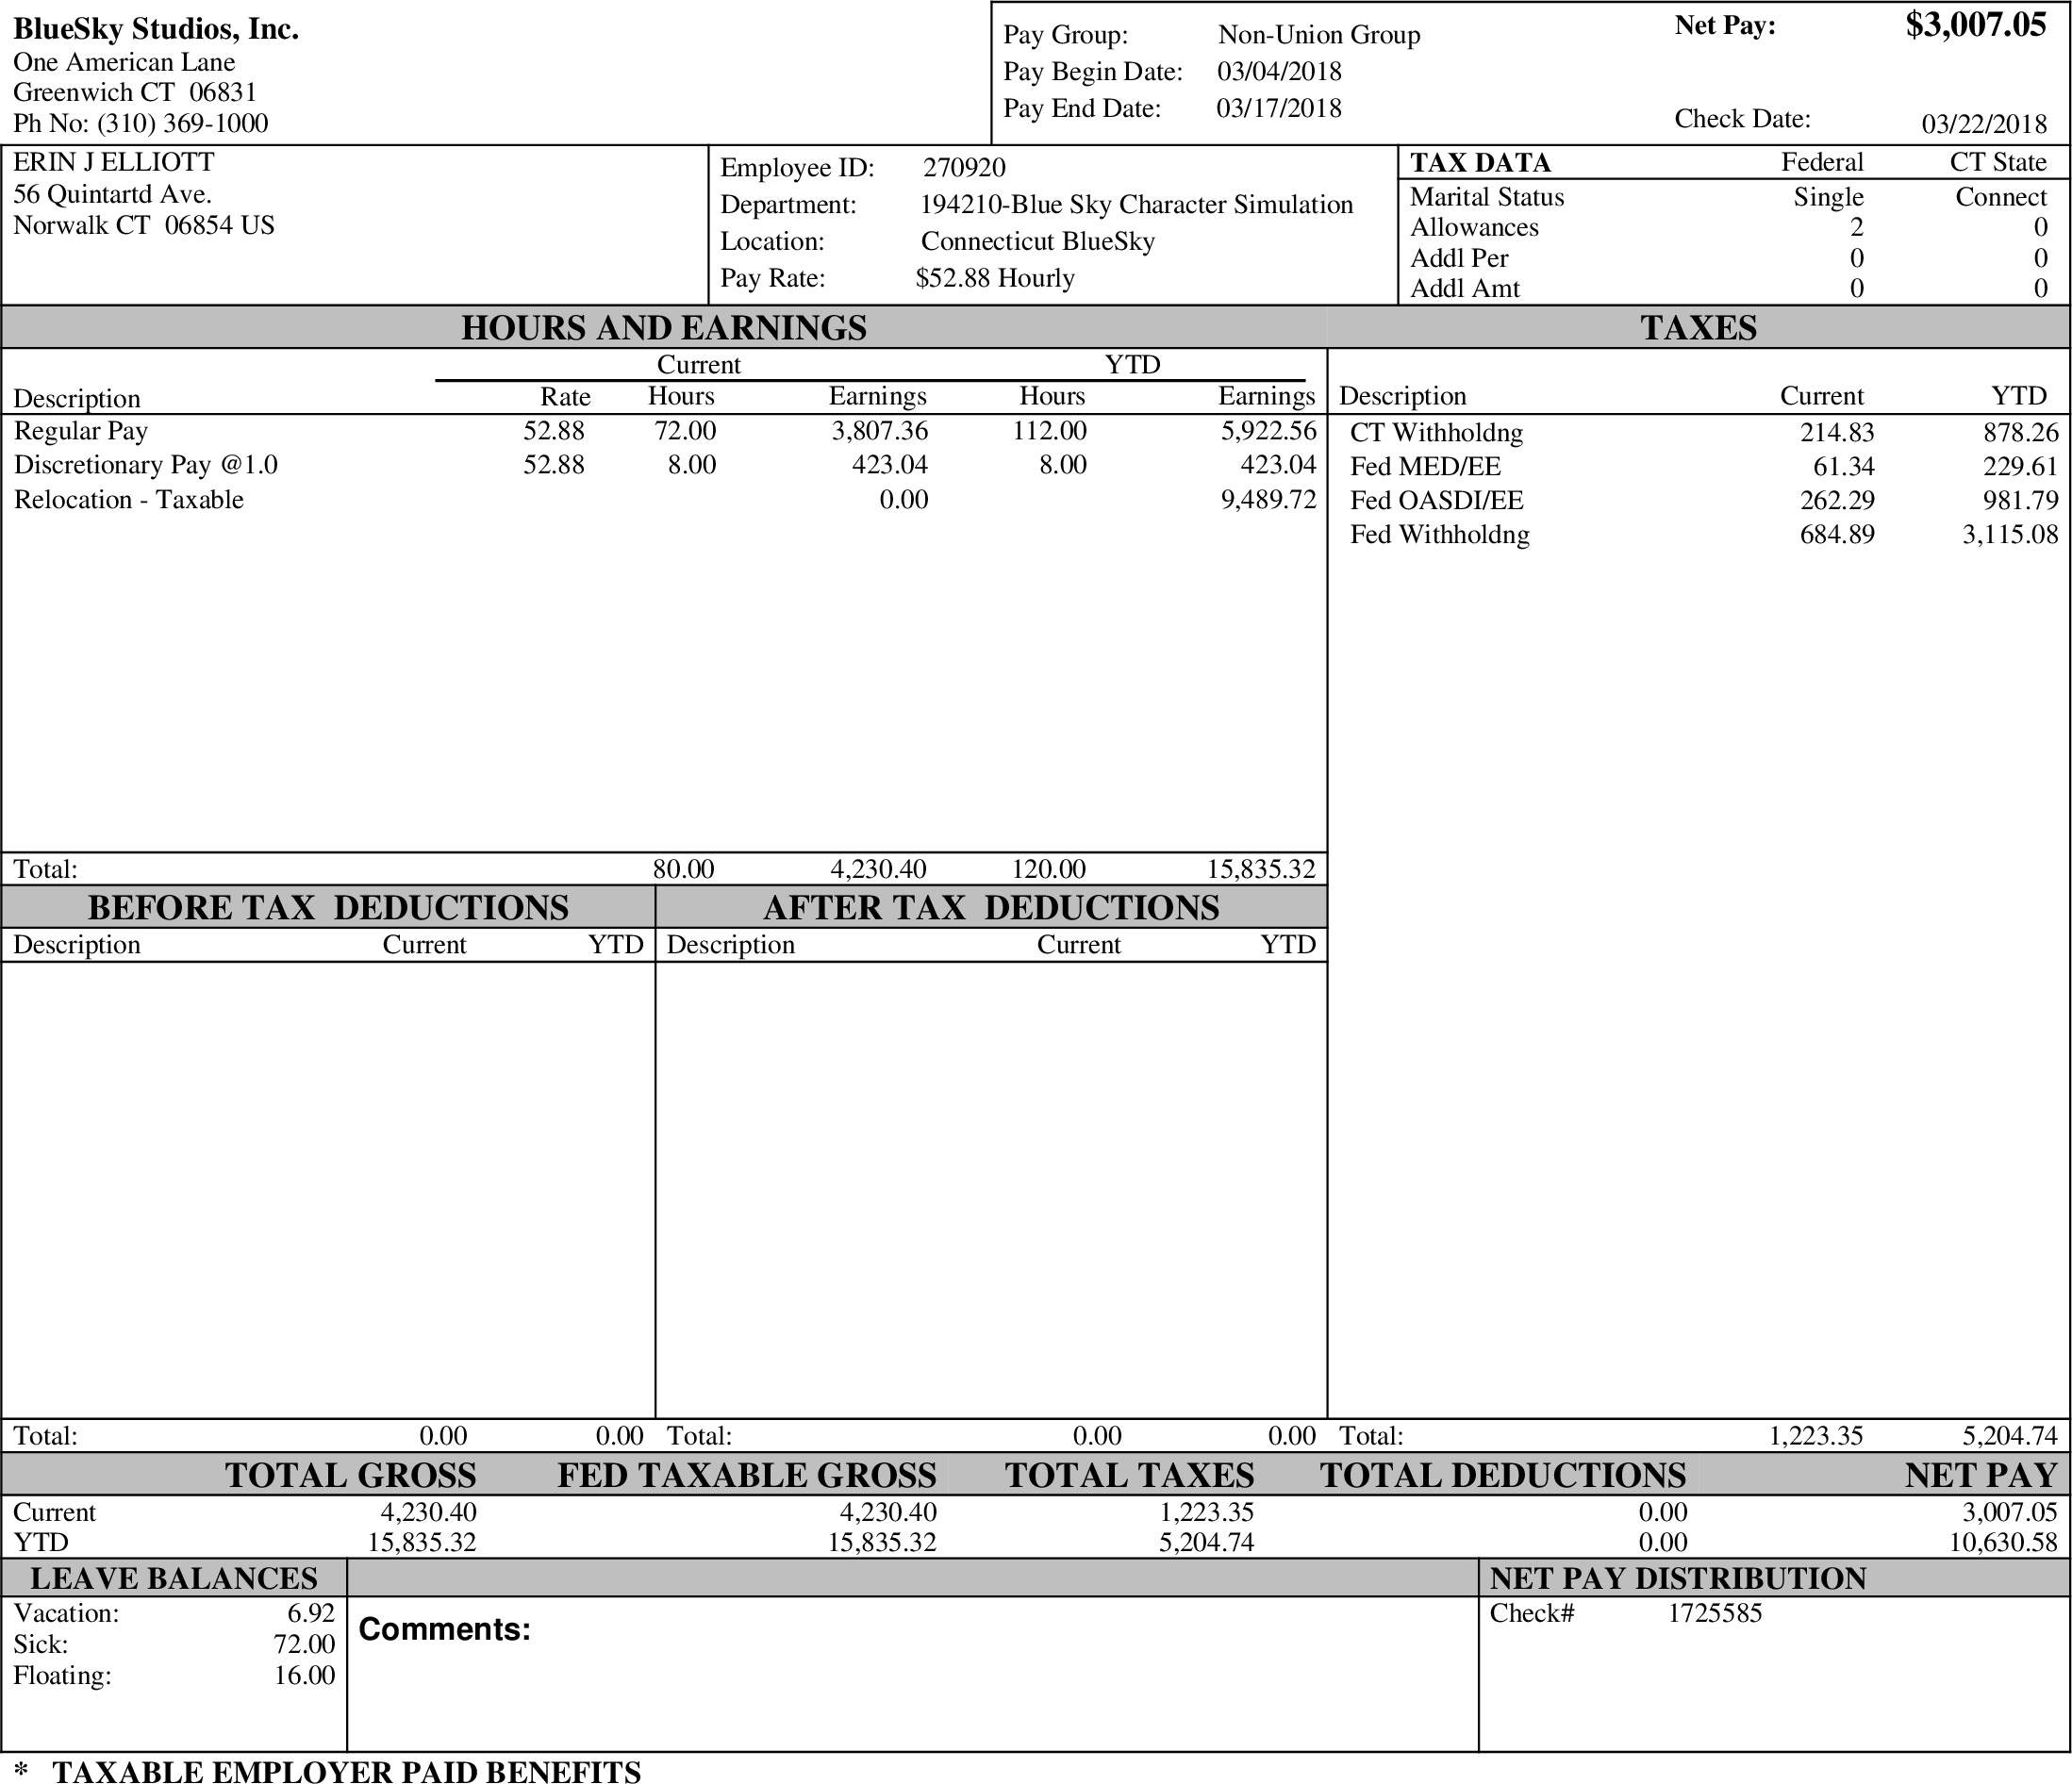 BlueSky Studios, Inc.
One American Lane
Greenwich CT  06831
Ph No: (310) 369-1000
Pay Group: Non-Union Group
Pay Begin Date: 03/04/2018
Pay End Date: 03/17/2018
Net Pay: $3,007.05
Check Date: 03/22/2018
ERIN J ELLIOTT
56 Quintartd Ave.
Norwalk CT  06854 US
Employee ID: 270920
Department: 194210-Blue Sky Character Simulation
Location: Connecticut BlueSky
Pay Rate: $52.88 Hourly
TAX DATA Federal CT State
Marital Status Single Connect
Allowances 2 0
Addl Per 0 0
Addl Amt 0 0
HOURS AND EARNINGS
Current YTD
Description Rate Hours Earnings Hours Earnings
Regular Pay 52.88 72.00 3,807.36 112.00 5,922.56
Discretionary Pay @1.0 52.88 8.00 423.04 8.00 423.04
Relocation - Taxable 0.00 9,489.72
Total: 80.00 4,230.40 120.00 15,835.32
TAXES
Description Current YTD
CT Withholdng 214.83 878.26
Fed MED/EE 61.34 229.61
Fed OASDI/EE 262.29 981.79
Fed Withholdng 684.89 3,115.08
BEFORE TAX  DEDUCTIONS
Description Current YTD
AFTER TAX  DEDUCTIONS
Description Current YTD
Total: 0.00 0.00 Total: 0.00 0.00 Total: 1,223.35 5,204.74
TOTAL GROSS FED TAXABLE GROSS TOTAL TAXES TOTAL DEDUCTIONS NET PAY
Current 4,230.40 4,230.40 1,223.35 0.00 3,007.05
YTD 15,835.32 15,835.32 5,204.74 0.00 10,630.58
LEAVE BALANCES
Vacation: 6.92
Sick: 72.00
Floating: 16.00
Comments:
NET PAY DISTRIBUTION
Check# 1725585
* TAXABLE EMPLOYER PAID BENEFITS